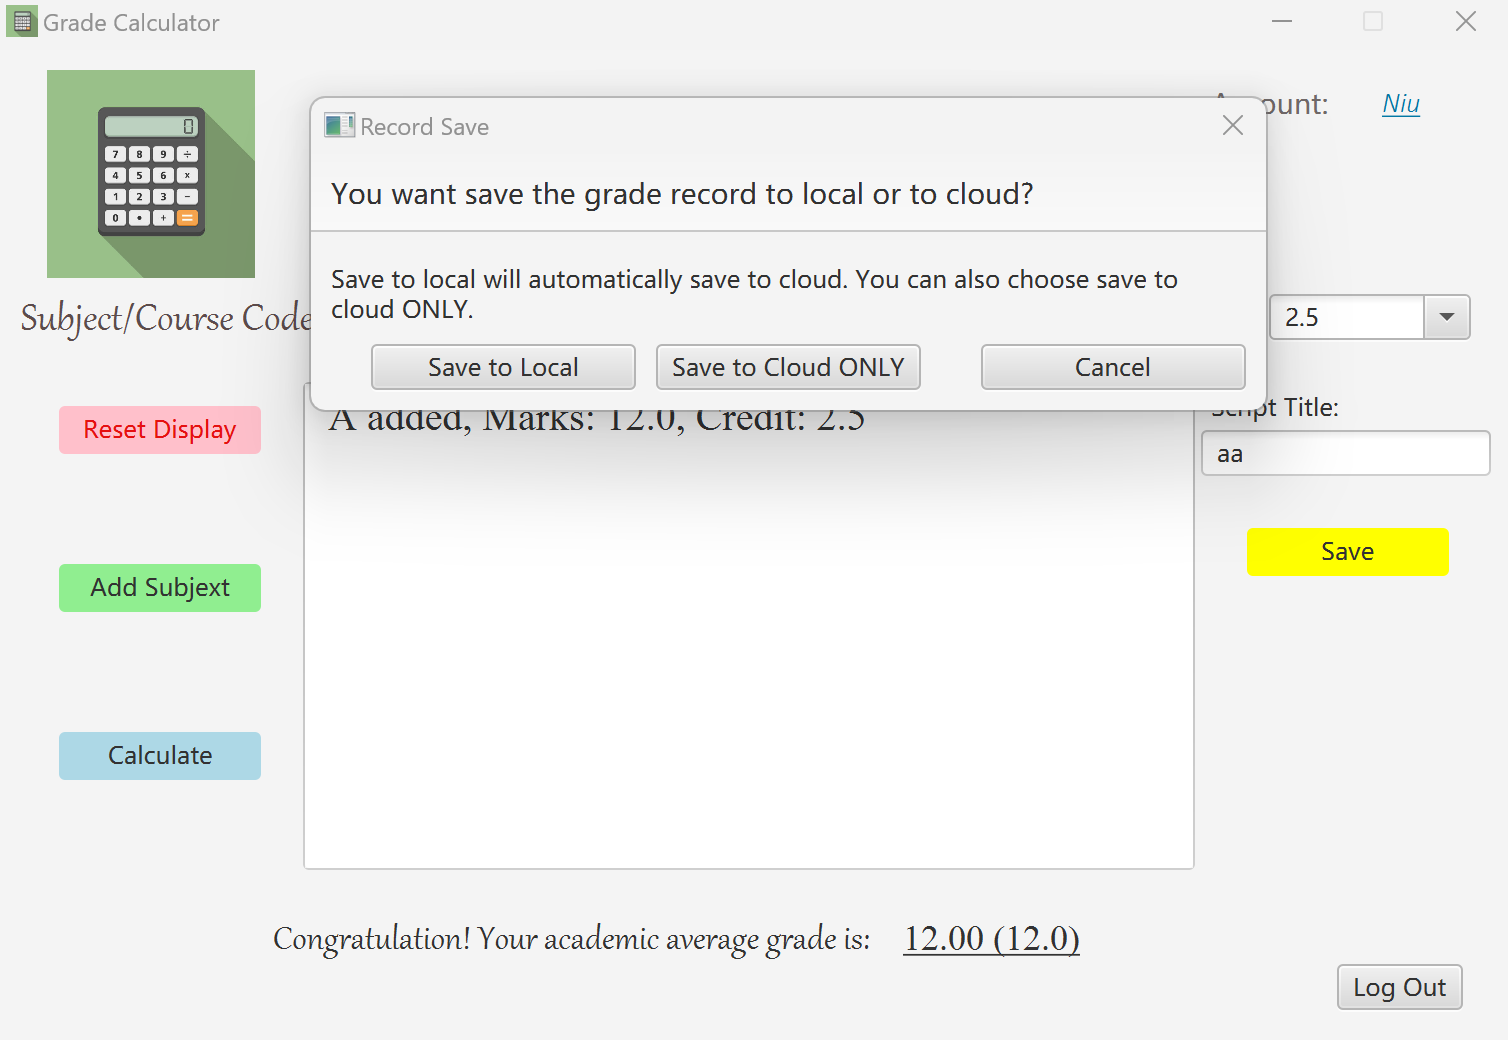 Grade Calculator
0
7 8 9 ÷
4 5 6 x
1 2 3 −
0 • + =
Niu
Record Save
You want save the grade record to local or to cloud?
Save to local will automatically save to cloud. You can also choose save to
cloud ONLY.
Save to Local
Save to Cloud ONLY
Cancel
Subject/Course Code
2.5
A added, Marks: 12.0, Credit: 2.5
Script Title:
aa
Reset Display
Save
Add Subjext
Calculate
Congratulation! Your academic average grade is: 12.00 (12.0)
Log Out